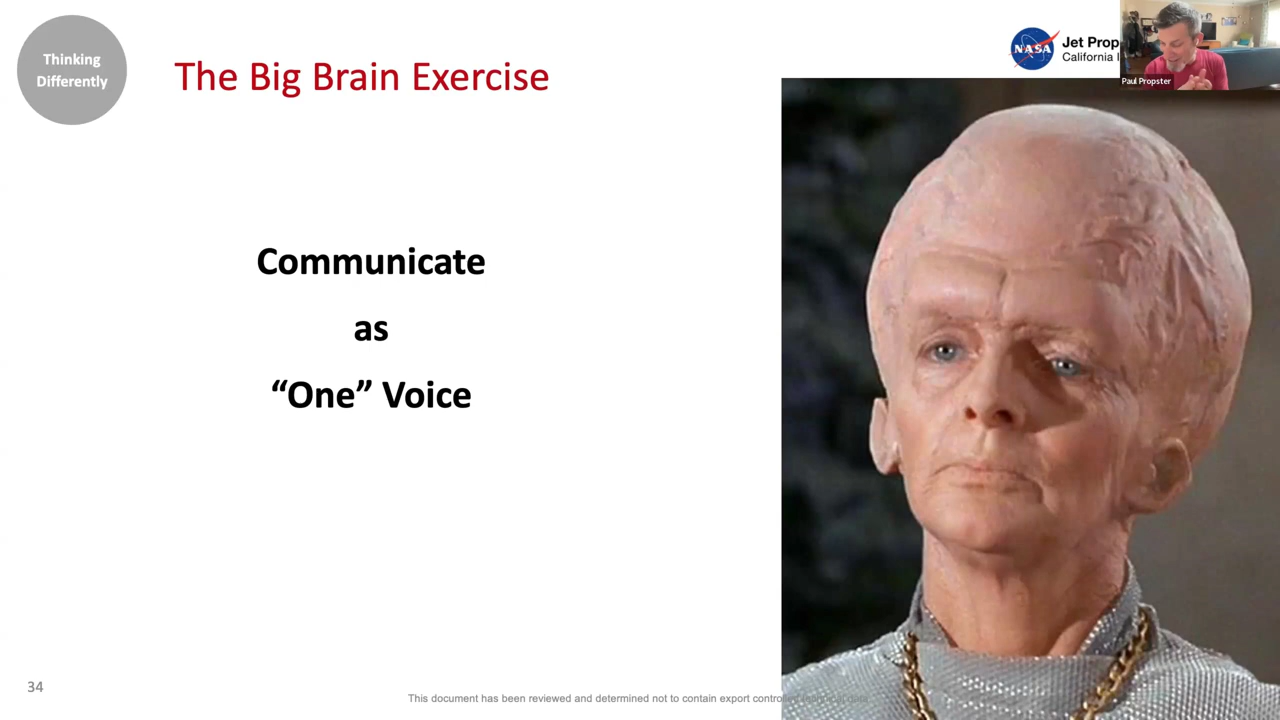 Thinking
Differently
The Big Brain Exercise
NASA
Jet Prop
California I
Paul Propster
Communicate
as
“One” Voice
34
This document has been reviewed and determined not to contain export